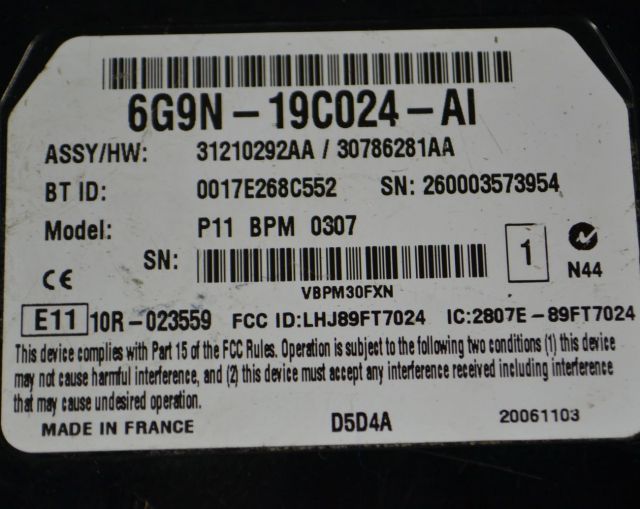 6G9N-19C024-AI
ASSY/HW: 31210292AA / 30786281AA
BT ID: 0017E268C552 SN: 260003573954
Model: P11 BPM 0307
SN:
1
N44
VBPM30FXN
CE
E11 10R-023559 FCC ID:LHJ89FT7024 IC:2807E-89FT7024
This device complies with Part 15 of the FCC Rules. Operation is subject to the following two conditions (1) this device
may not cause harmful interference, and (2) this device must accept any interference received including interference
that may cause undesired operation.
MADE IN FRANCE D5D4A 20061103